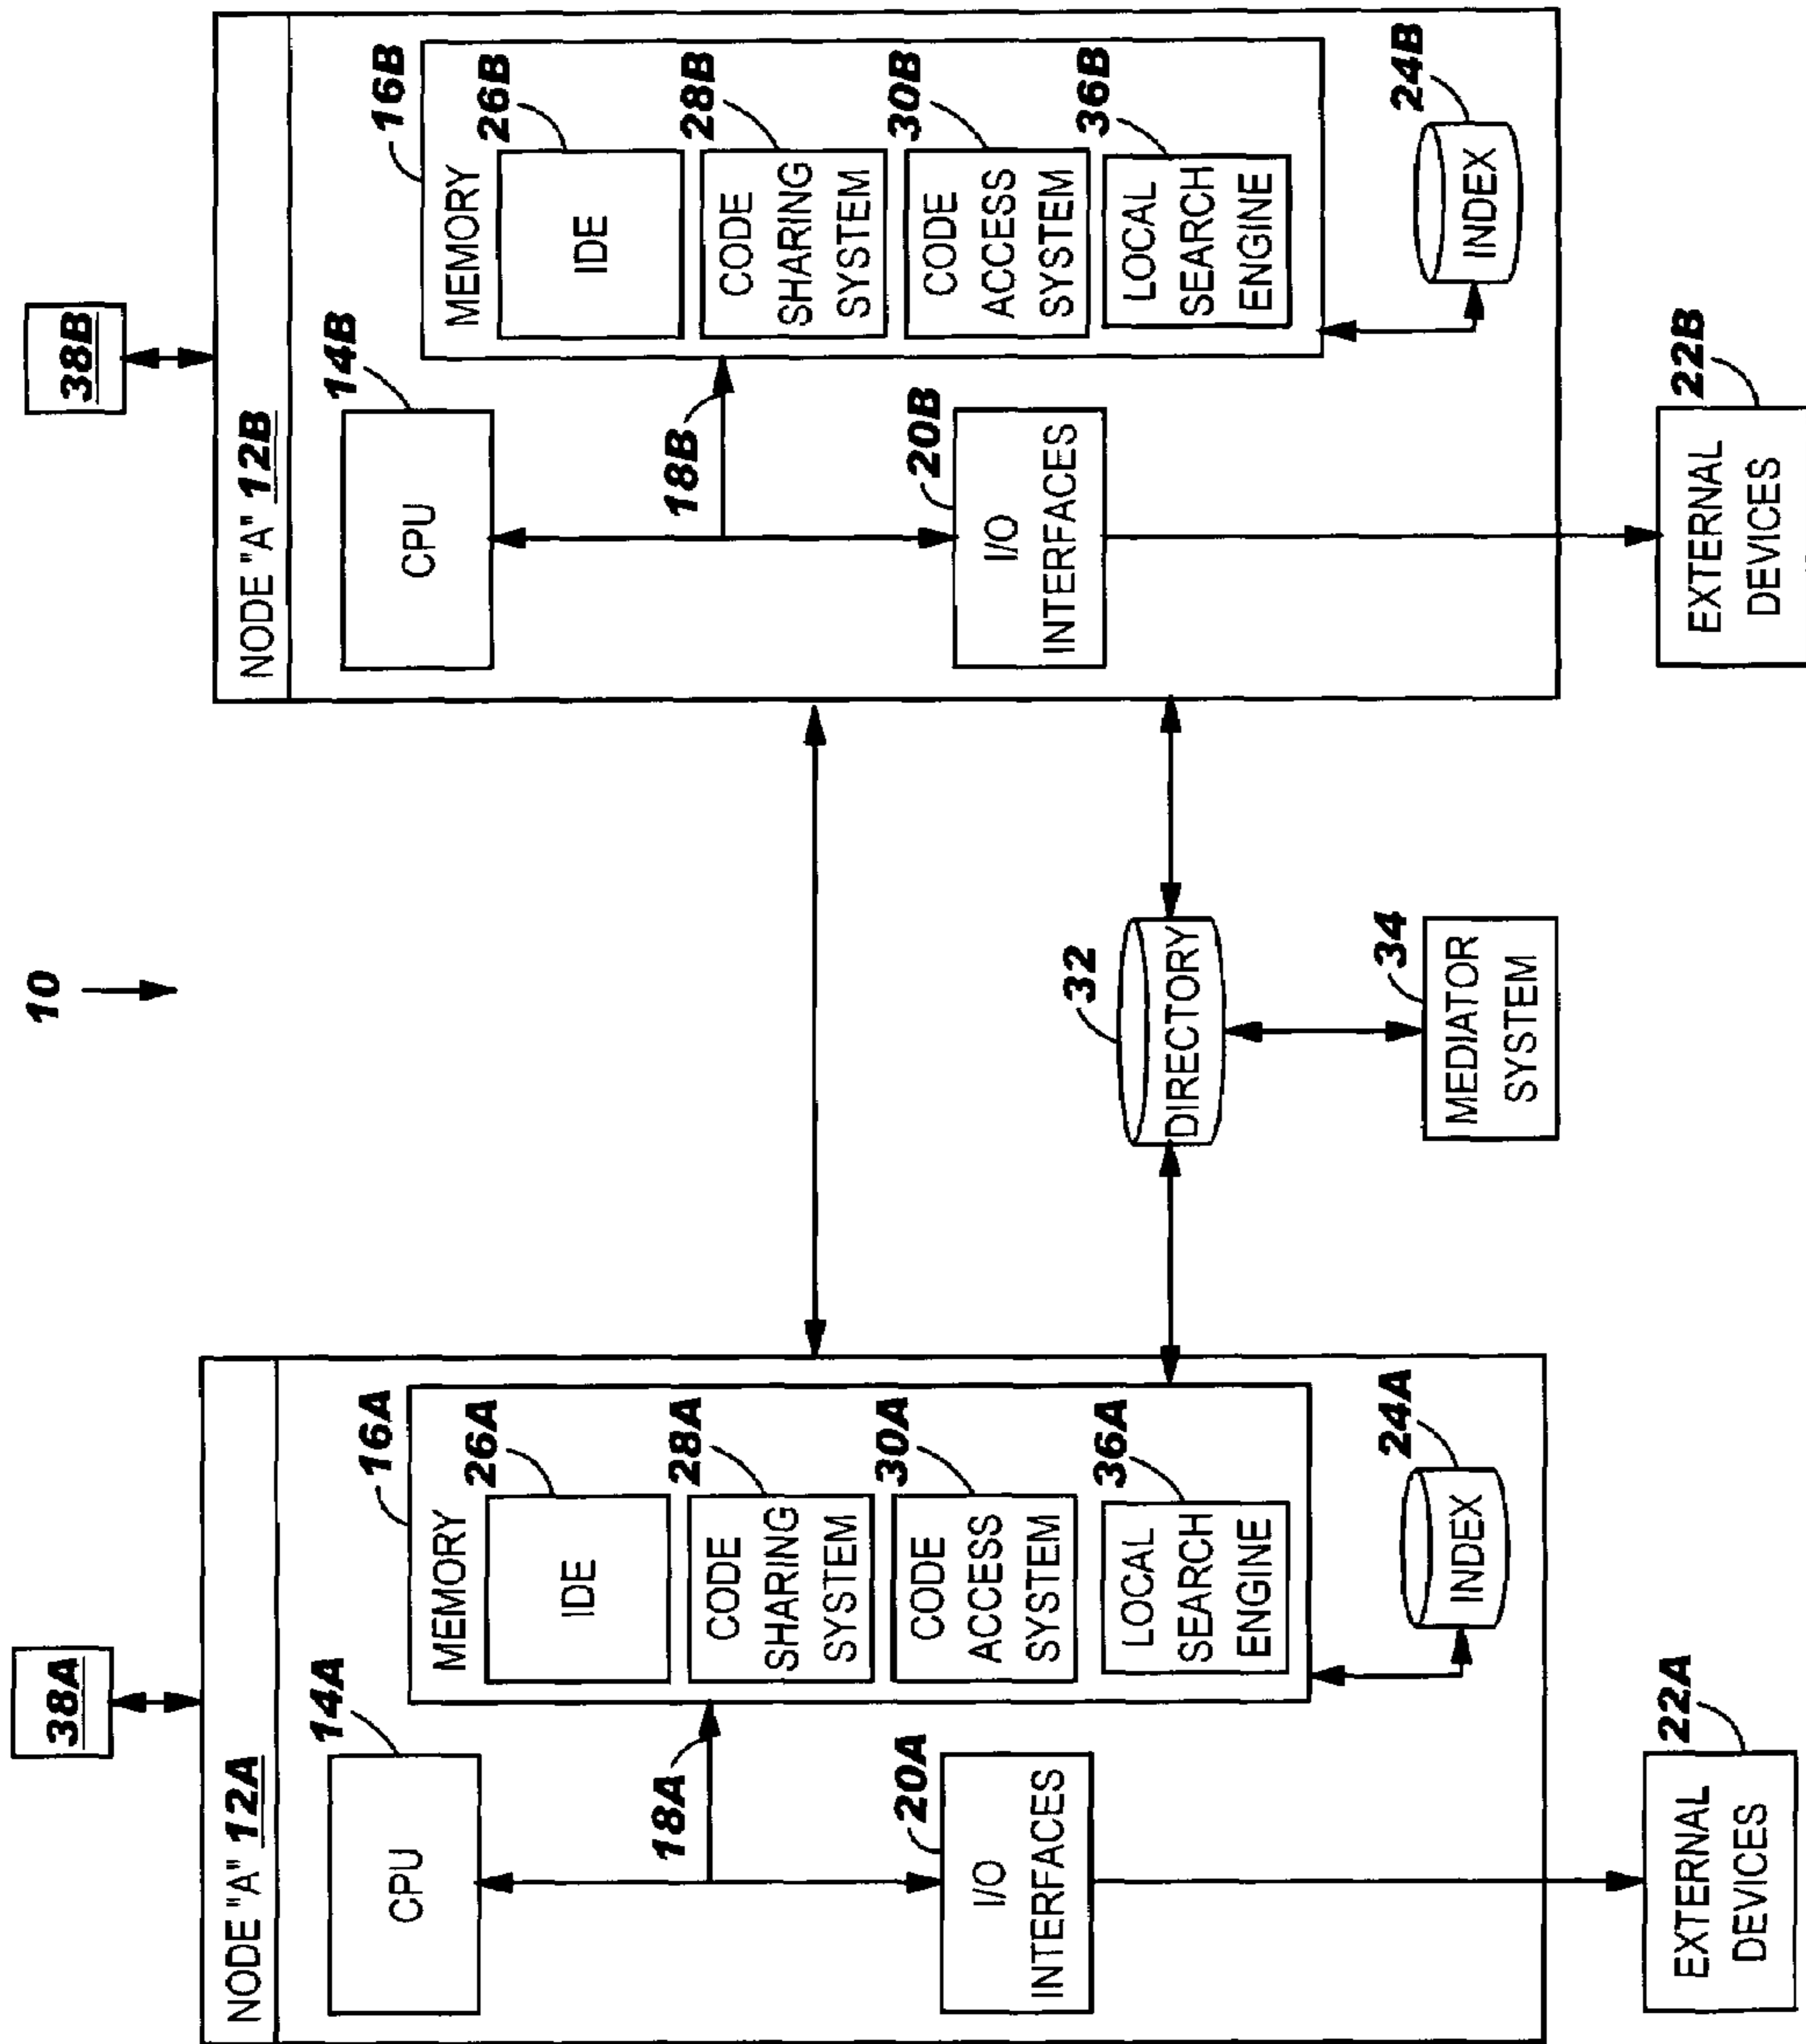 10
38A
NODE "A" 12A
14A
CPU
16A
MEMORY
26A
IDE
18A
28A
CODE
SHARING
SYSTEM
20A
I/O
INTERFACES
30A
CODE
ACCESS
SYSTEM
36A
LOCAL
SEARCH
ENGINE
24A
INDEX
22A
EXTERNAL
DEVICES
32
DIRECTORY
34
MEDIATOR
SYSTEM
38B
NODE "A" 12B
14B
CPU
16B
MEMORY
26B
IDE
18B
28B
CODE
SHARING
SYSTEM
20B
I/O
INTERFACES
30B
CODE
ACCESS
SYSTEM
36B
LOCAL
SEARCH
ENGINE
24B
INDEX
22B
EXTERNAL
DEVICES